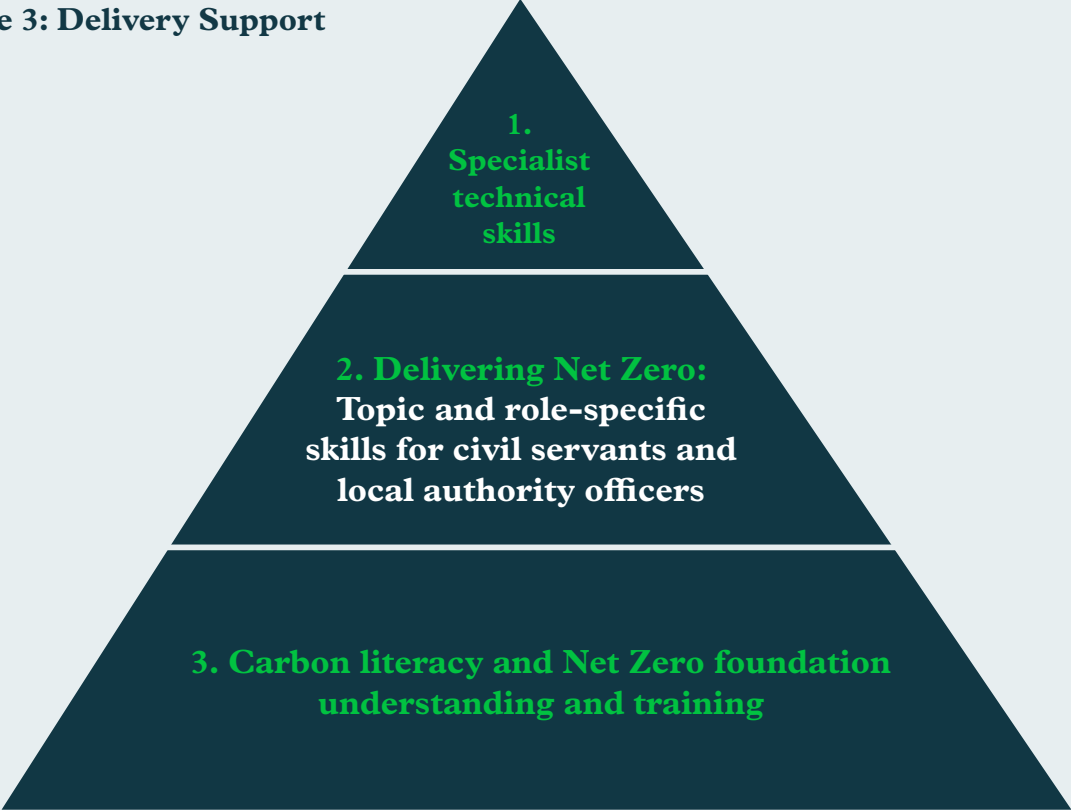 e 3: Delivery Support
1.
Specialist
technical
skills
2. Delivering Net Zero:
Topic and role-specific
skills for civil servants and
local authority officers
3. Carbon literacy and Net Zero foundation
understanding and training